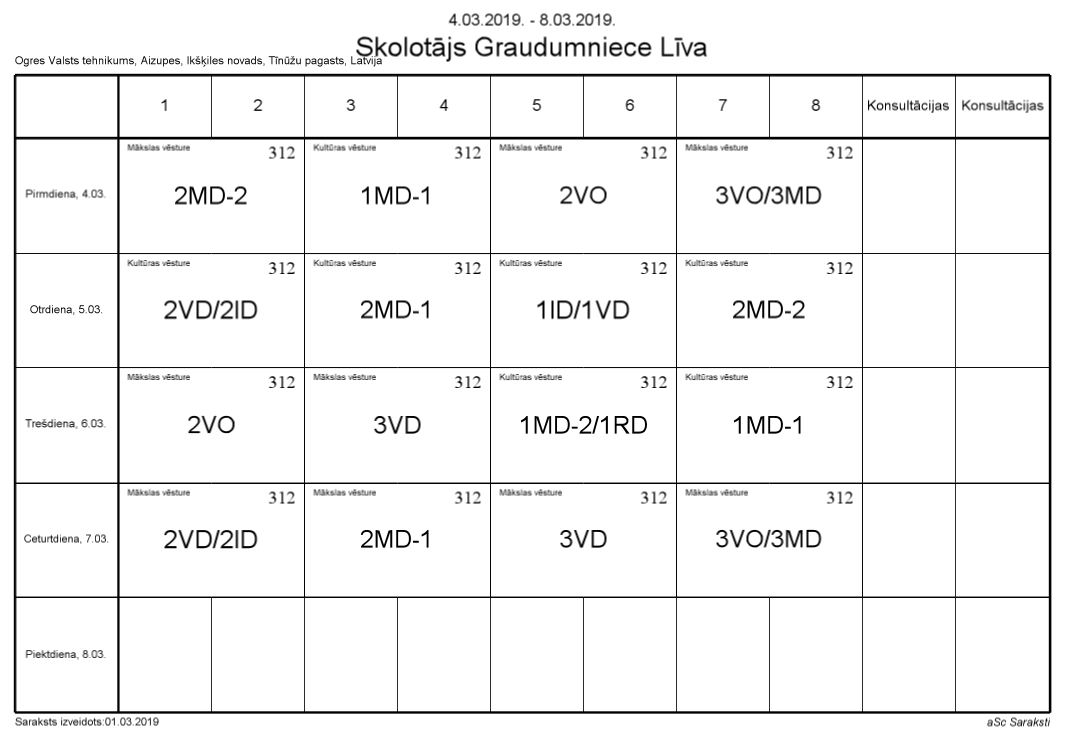 4.03.2019. - 8.03.2019.
Skolotājs Graudumniece Līva
Ogres Valsts tehnikums, Aizupes, Ikšķiles novads, Tīnūžu pagasts, Latvija
1 2 3 4 5 6 7 8 Konsultācijas Konsultācijas
Mākslas vēsture 312 Kultūras vēsture 312 Mākslas vēsture 312 Mākslas vēsture 312
Pirmdiena, 4.03. 2MD-2 1MD-1 2VO 3VO/3MD
Kultūras vēsture 312 Kultūras vēsture 312 Kultūras vēsture 312 Kultūras vēsture 312
Otrdiena, 5.03. 2VD/2ID 2MD-1 1ID/1VD 2MD-2
Mākslas vēsture 312 Mākslas vēsture 312 Kultūras vēsture 312 Kultūras vēsture 312
Trešdiena, 6.03. 2VO 3VD 1MD-2/1RD 1MD-1
Mākslas vēsture 312 Mākslas vēsture 312 Mākslas vēsture 312 Mākslas vēsture 312
Ceturtdiena, 7.03. 2VD/2ID 2MD-1 3VD 3VO/3MD
Piektdiena, 8.03.
Saraksts izveidots:01.03.2019 aSc Saraksti